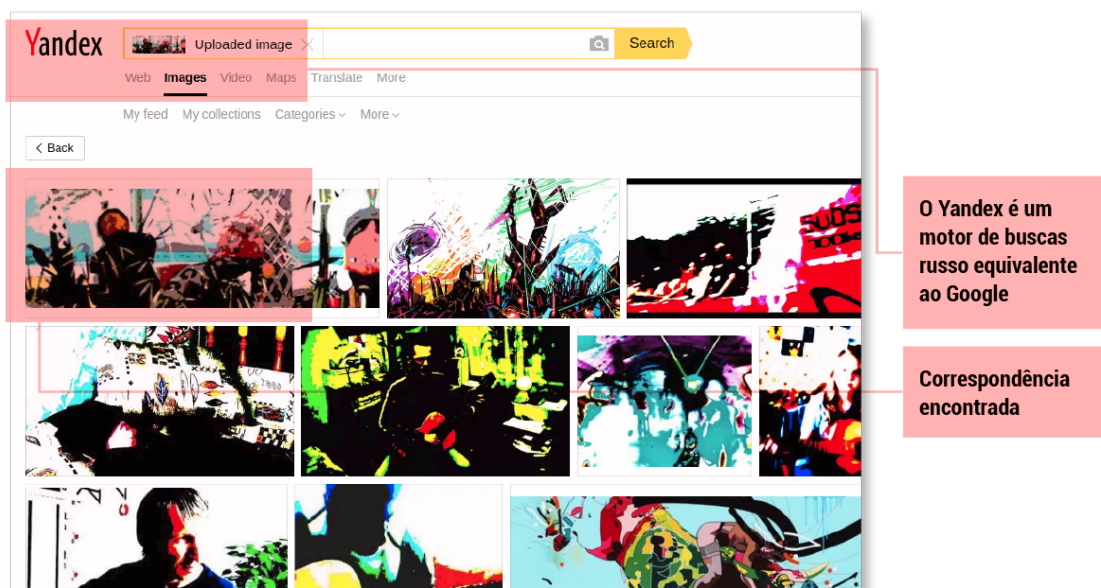 Yandex
Uploaded image
Search
Web Images Video Maps Translate More
My feed My collections Categories More
Back
O Yandex é um
motor de buscas
russo equivalente
ao Google
Correspondência
encontrada